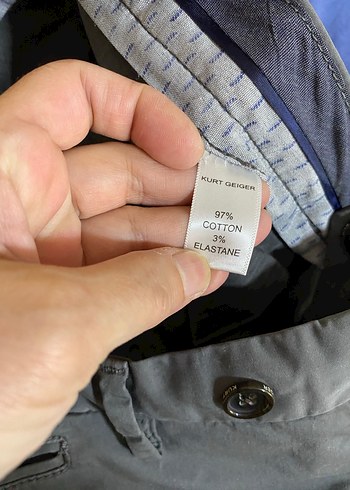 KURT GEIGER
97%
COTTON
3%
ELASTANE